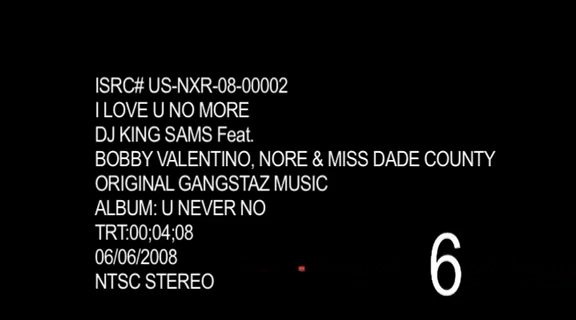 ISRC# US-NXR-08-00002
I LOVE U NO MORE
DJ KING SAMS Feat.
BOBBY VALENTINO, NORE & MISS DADE COUNTY
ORIGINAL GANGSTAZ MUSIC
ALBUM: U NEVER NO
TRT:00;04;08
06/06/2008
NTSC STEREO
6